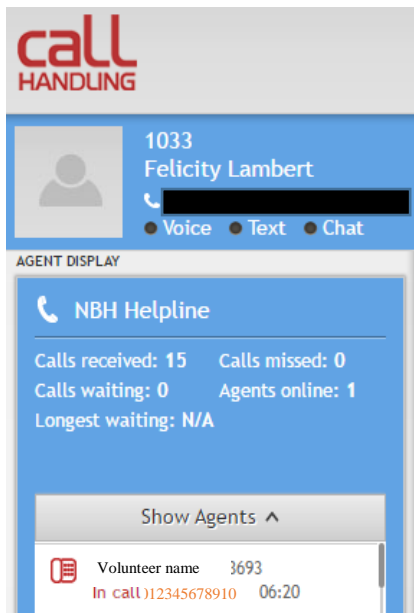 call
HANDLING
1033
Felicity Lambert
Voice Text Chat
AGENT DISPLAY
NBH Helpline
Calls received: 15 Calls missed: 0
Calls waiting: 0 Agents online: 1
Longest waiting: N/A
Show Agents
Volunteer name 3693
In call 012345678910 06:20